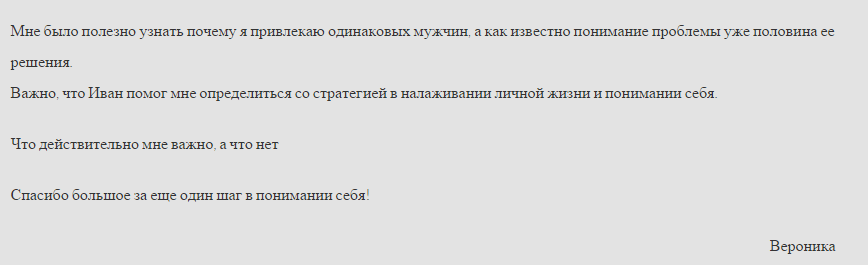 Мне было полезно узнать почему я привлекаю одинаковых мужчин, а как известно понимание проблемы уже половина ее
решения.
Важно, что Иван помог мне определиться со стратегией в налаживании личной жизни и понимании себя.
Что действительно мне важно, а что нет
Спасибо большое за еще один шаг в понимании себя!
Вероника